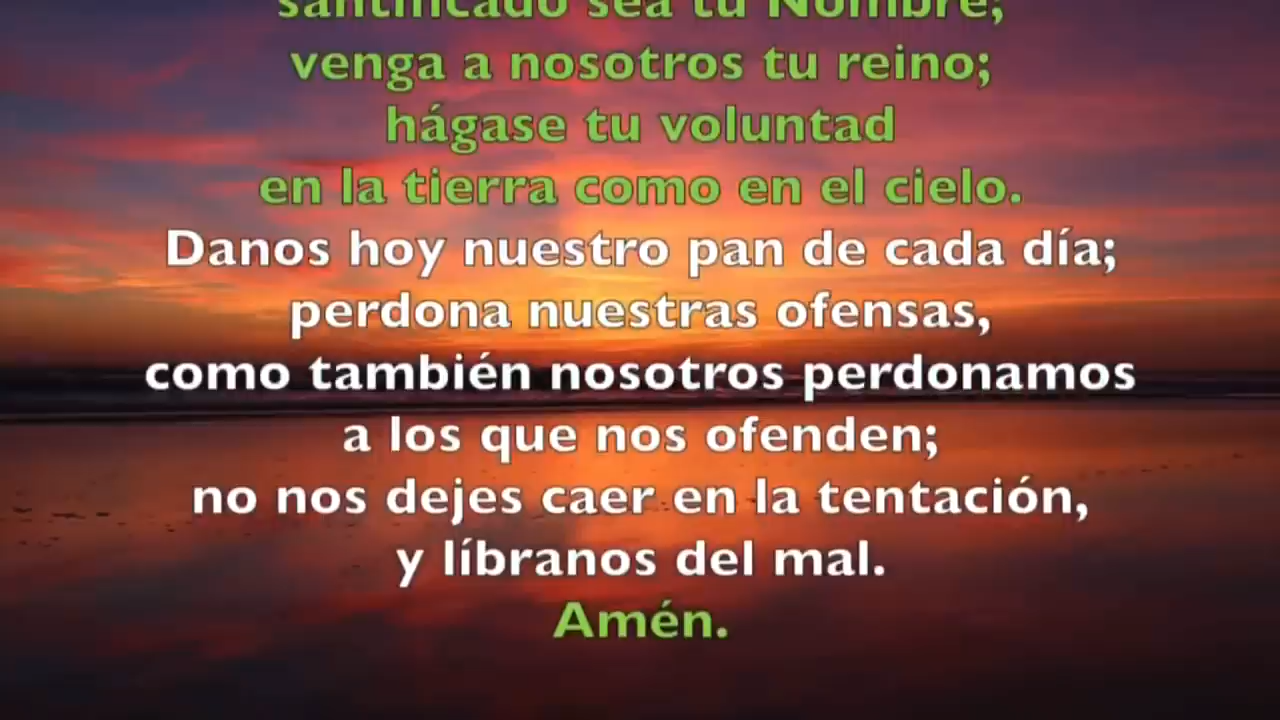 santificado sea tu Nombre;
venga a nosotros tu reino;
hágase tu voluntad
en la tierra como en el cielo.
Danos hoy nuestro pan de cada día;
perdona nuestras ofensas,
como también nosotros perdonamos
a los que nos ofenden;
no nos dejes caer en la tentación,
y líbranos del mal.
Amén.